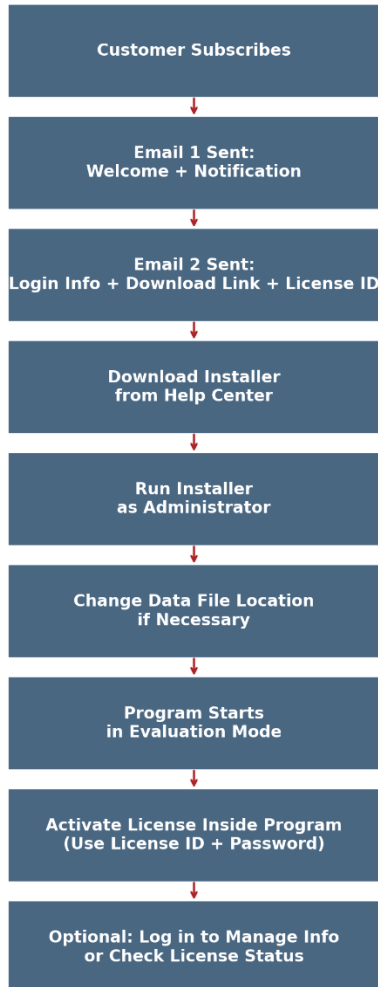 Customer Subscribes
Email 1 Sent:
Welcome + Notification
Email 2 Sent:
Login Info + Download Link + License ID
Download Installer
from Help Center
Run Installer
as Administrator
Change Data File Location
if Necessary
Program Starts
in Evaluation Mode
Activate License Inside Program
(Use License ID + Password)
Optional: Log in to Manage Info
or Check License Status